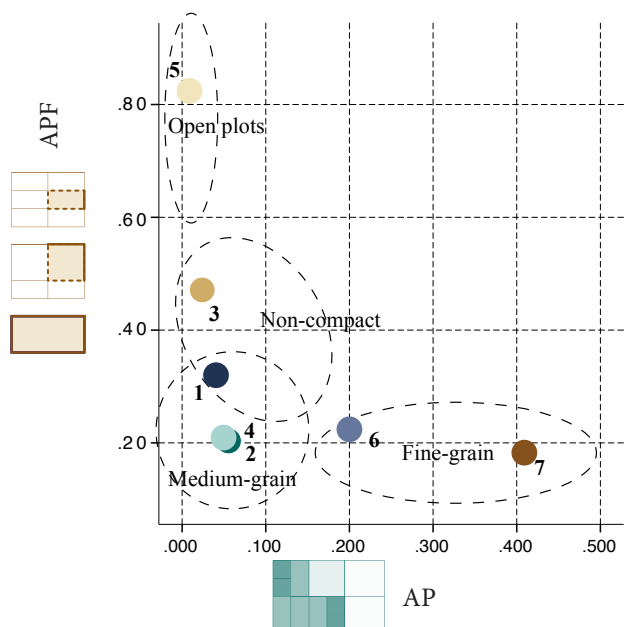 5
.80
Open plots
APF
.60
3
Non-compact
.40
1
4
6
.20
Fine-grain
2
7
Medium-grain
.000 .100 .200 .300 .400 .500
AP